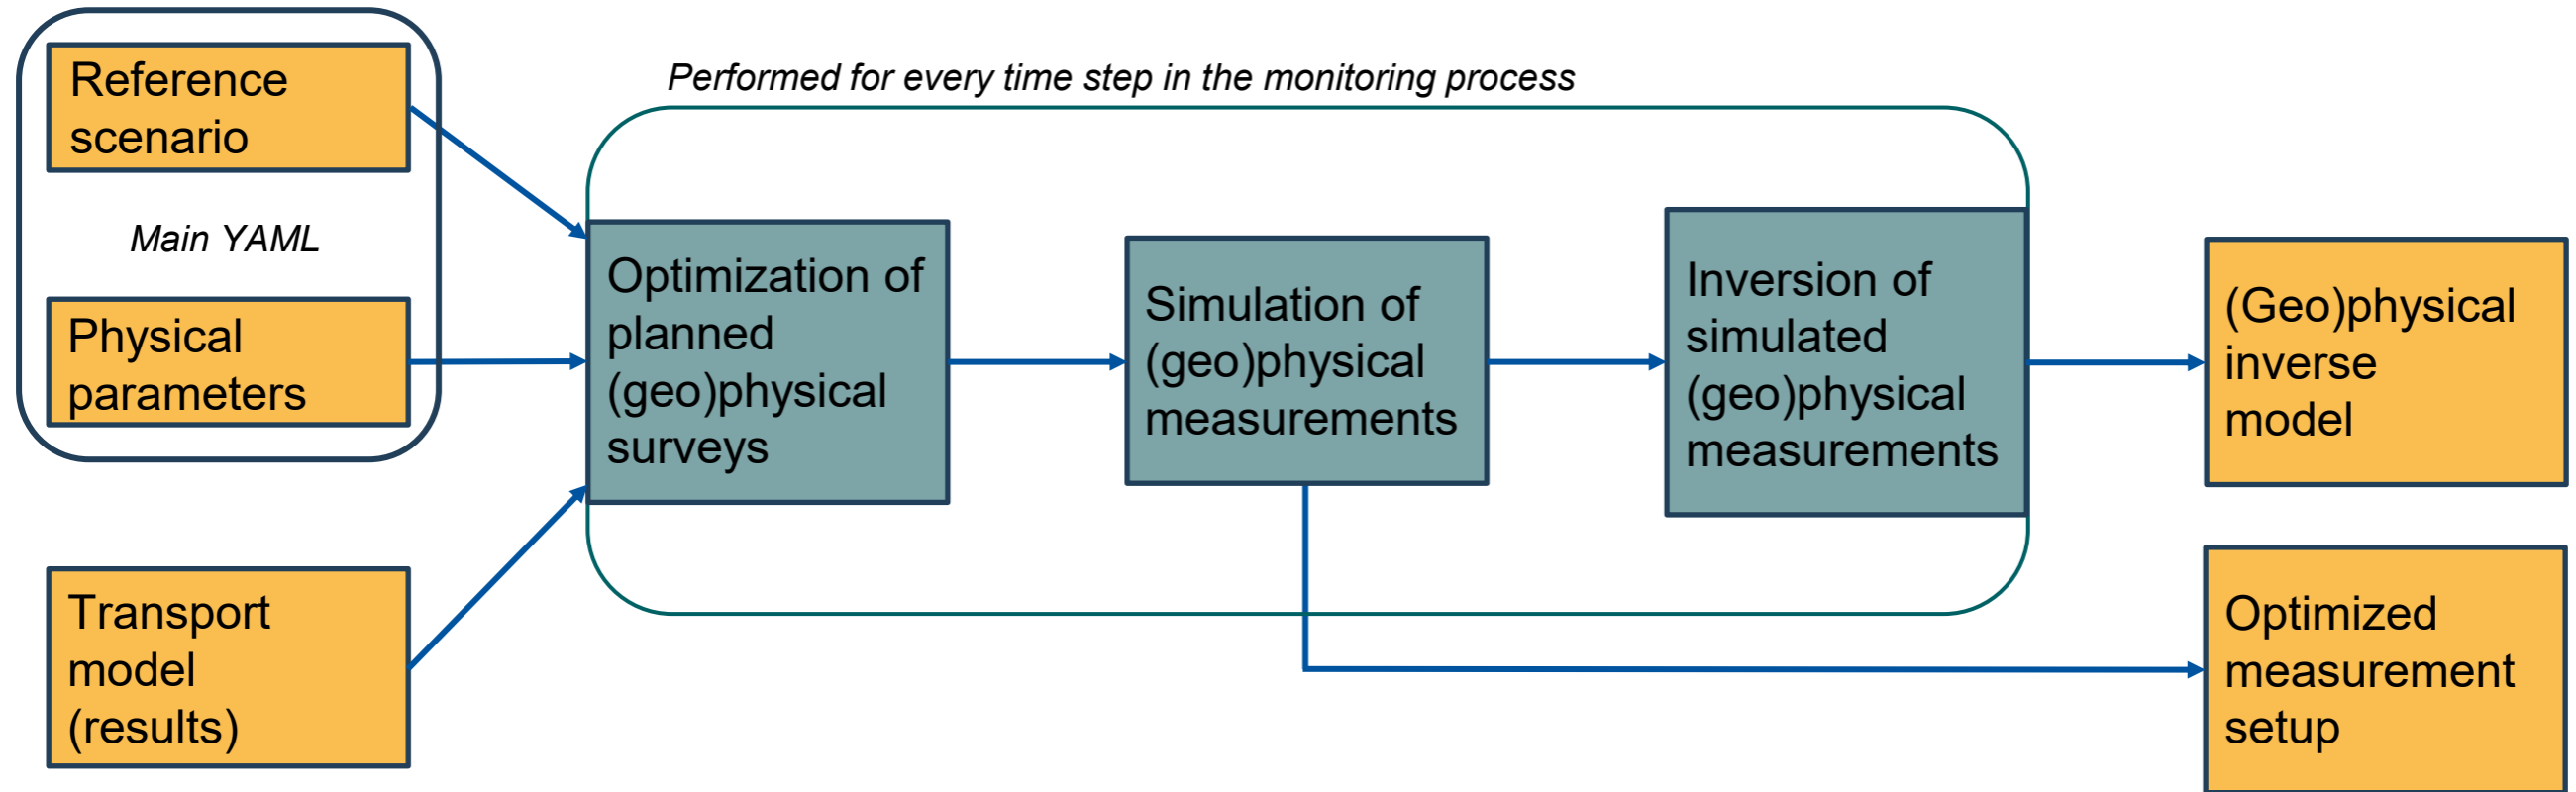 Reference
scenario
Main YAML
Physical
parameters
Transport
model
(results)
Performed for every time step in the monitoring process
Optimization of
planned
(geo)physical
surveys
Simulation of
(geo)physical
measurements
Inversion of
simulated
(geo)physical
measurements
(Geo)physical
inverse
model
Optimized
measurement
setup